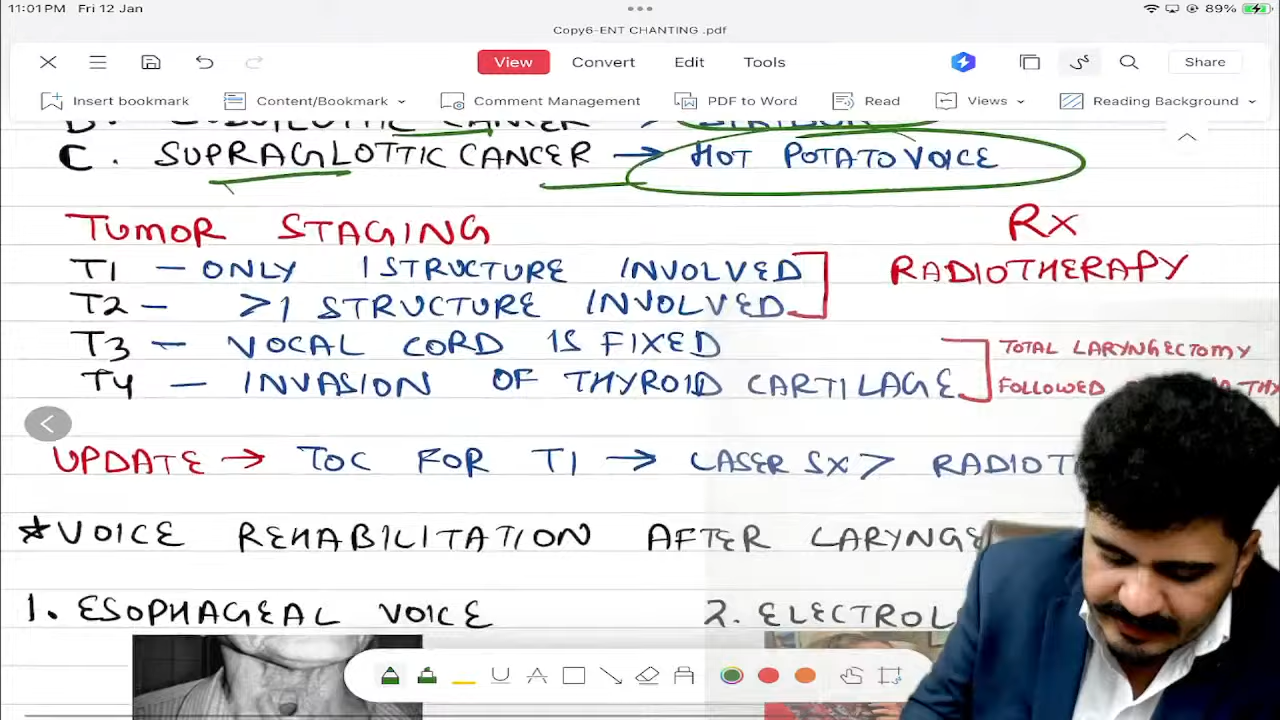 11:01 PM Fri 12 Jan
89%
Copy6-ENT CHANTING .pdf
View Convert Edit Tools Share
Insert bookmark Content/Bookmark Comment Management PDF to Word Read Views Reading Background
C. SUPRAGLOTTIC CANCER → HOT POTATO VOICE
TUMOR STAGING RX
T1 - ONLY 1 STRUCTURE INVOLVED RADIOTHERAPY
T2 - >1 STRUCTURE INVOLVED
T3 - VOCAL CORD IS FIXED TOTAL LARYNGECTOMY
T4 - INVASION OF THYROID CARTILAGE FOLLOWED
UPDATE → TOC FOR T1 → LASER SX > RADIOT
*VOICE REHABILITATION AFTER LARYNGE
1. ESOPHAGEAL VOICE 2. ELECTROL